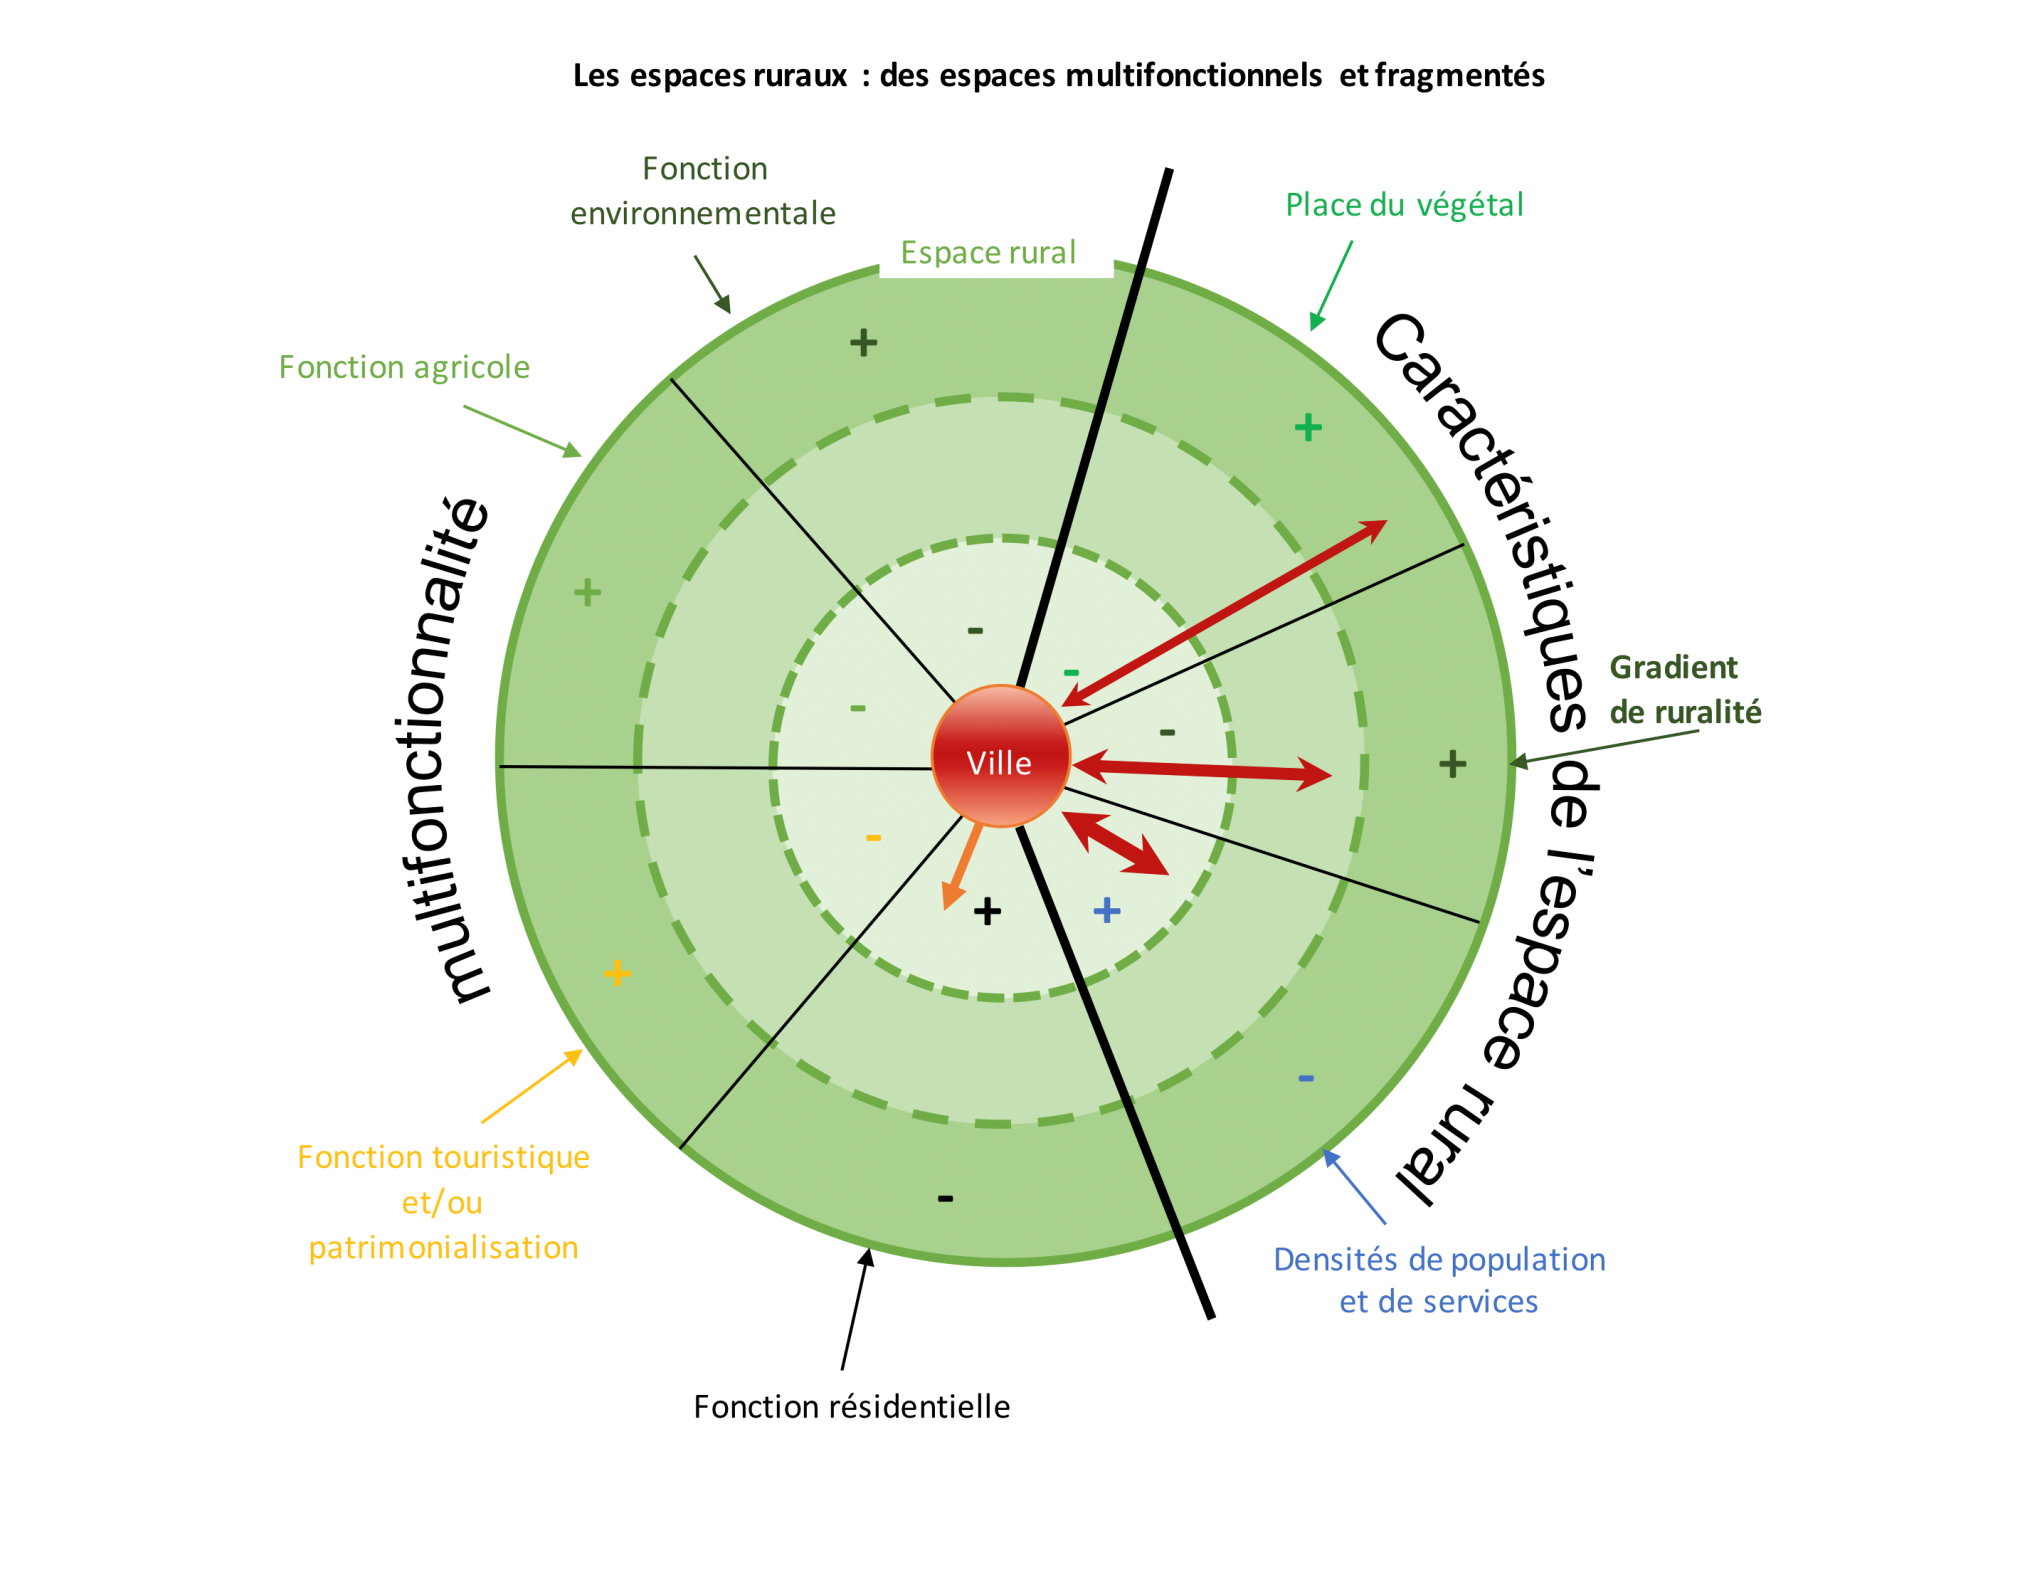 Les espaces ruraux : des espaces multifonctionnels et fragmentés
Fonction
environnementale
Place du végétal
Espace rural
Fonction agricole
+
+
+
multifonctionnalité
Caractéristiques de l'espace rural
-
-
-
-
Ville
+
Gradient
de ruralité
-
+
+
+
-
-
Fonction touristique
et/ou
patrimonialisation
Densités de population
et de services
Fonction résidentielle